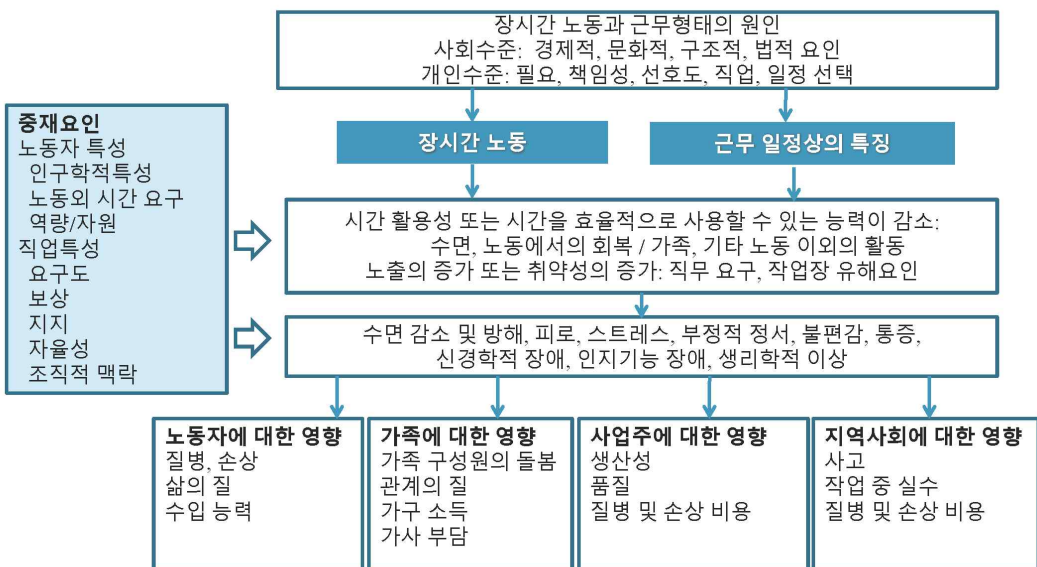 장시간 노동과 근무형태의 원인
사회수준: 경제적, 문화적, 구조적, 법적 요인
개인수준: 필요, 책임성, 선호도, 직업, 일정 선택
중재요인
노동자 특성
인구학적특성
노동외 시간 요구
역량/자원
직업특성
요구도
보상
지지
자율성
조직적 맥락
장시간 노동
근무 일정상의 특징
시간 활용성 또는 시간을 효율적으로 사용할 수 있는 능력이 감소:
수면, 노동에서의 회복 / 가족, 기타 노동 이외의 활동
노출의 증가 또는 취약성의 증가: 직무 요구, 작업장 유해요인
수면 감소 및 방해, 피로, 스트레스, 부정적 정서, 불편감, 통증,
신경학적 장애, 인지기능 장애, 생리학적 이상
노동자에 대한 영향
질병, 손상
삶의 질
수입 능력
가족에 대한 영향
가족 구성원의 돌봄
관계의 질
가구 소득
가사 부담
사업주에 대한 영향
생산성
품질
질병 및 손상 비용
지역사회에 대한 영향
사고
작업 중 실수
질병 및 손상 비용